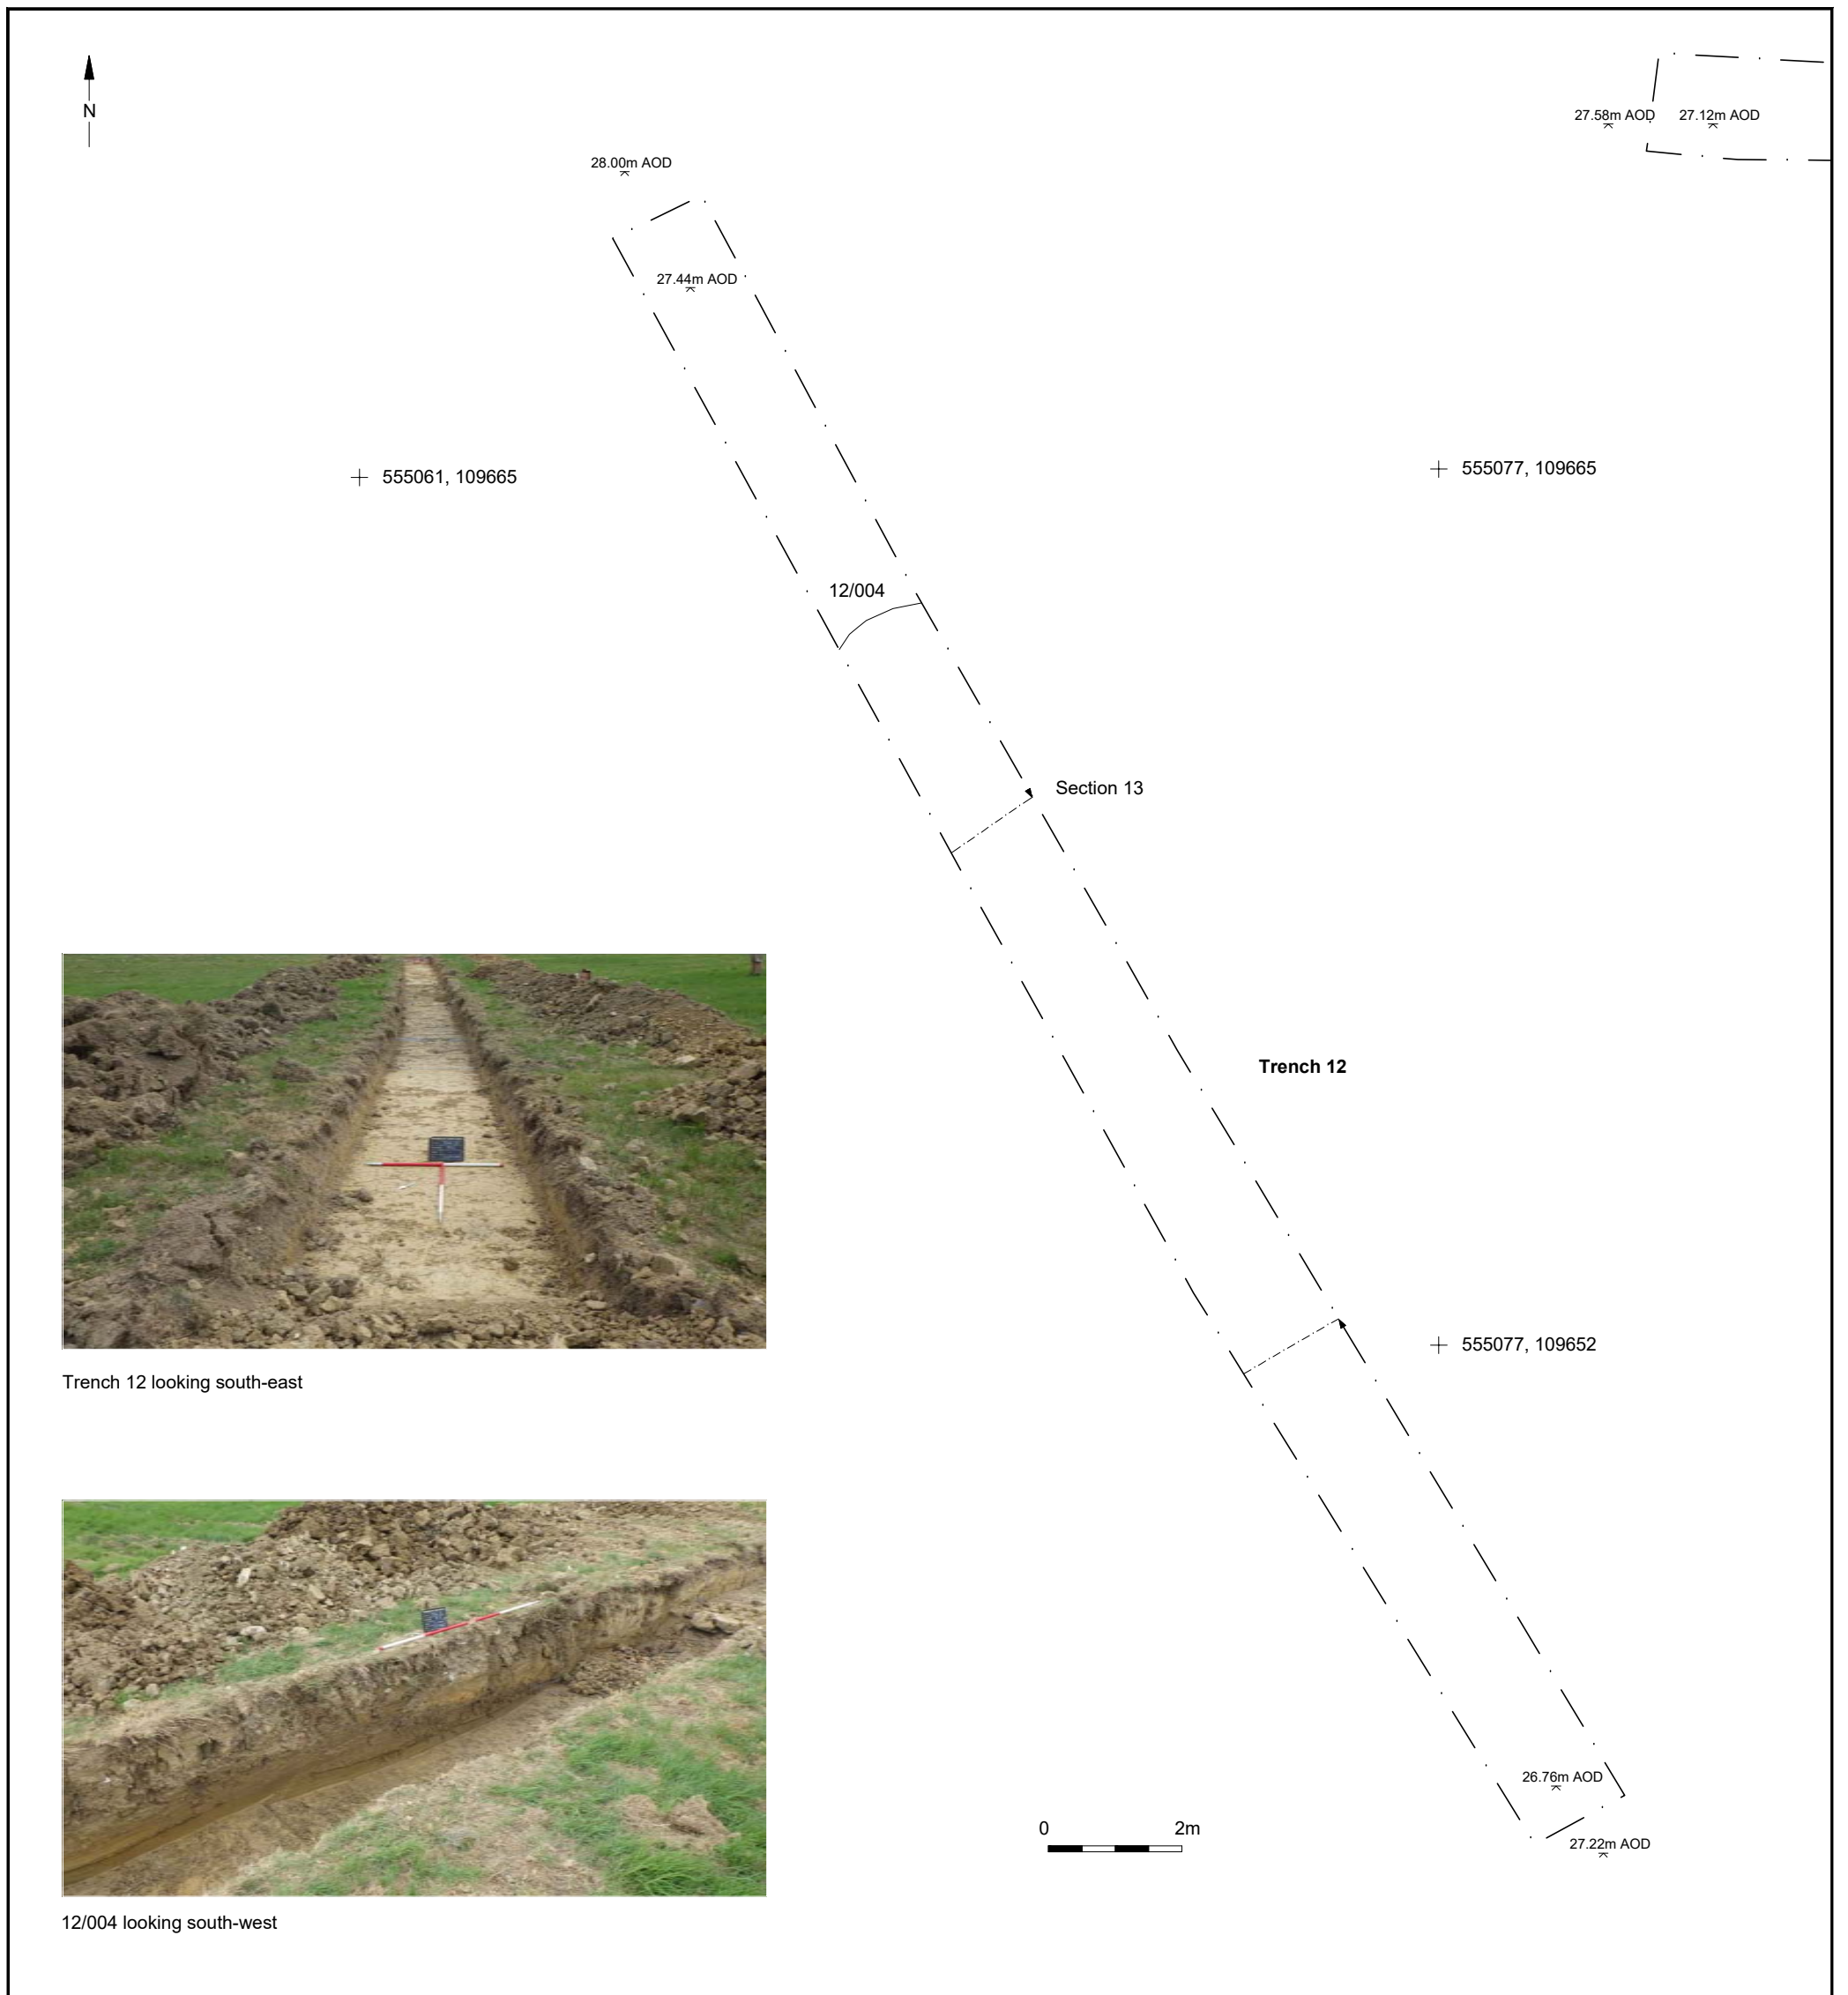 N
28.00m AOD
27.58m AOD
27.12m AOD
27.44m AOD
555061, 109665
555077, 109665
12/004
Section 13
Trench 12
555077, 109652
Trench 12 looking south-east
26.76m AOD
0 2m
27.22m AOD
12/004 looking south-west